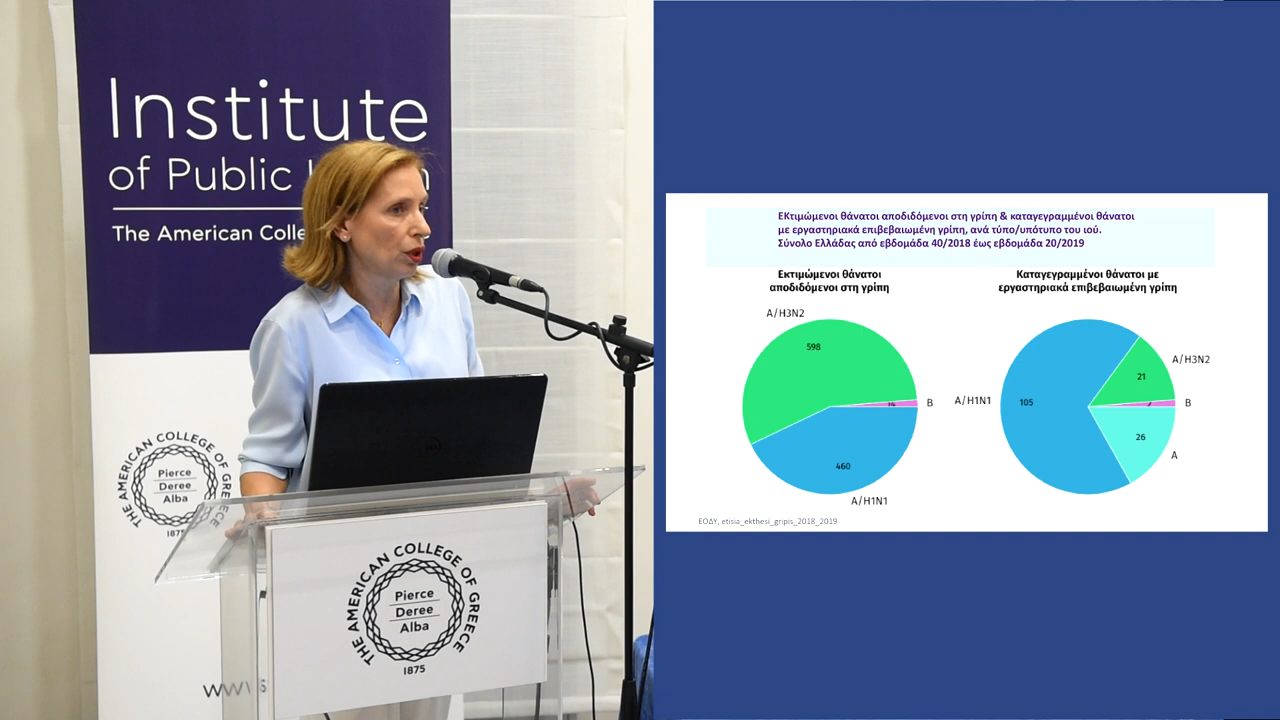 Institute
of Public
The American Colle
THE AMERICAN COLLEGE OF GREECE
Pierce
Deree
Alba
1875
THE AMERICAN COLLEGE OF GREECE
Pierce
Deree
Alba
1875
ΕΚτιμώμενοι θάνατοι αποδιδόμενοι στη γρίπη & καταγεγραμμένοι θάνατοι
με εργαστηριακά επιβεβαιωμένη γρίπη, ανά τύπο/υπότυπο του ιού.
Σύνολο Ελλάδας από εβδομάδα 40/2018 έως εβδομάδα 20/2019
Εκτιμώμενοι θάνατοι
αποδιδόμενοι στη γρίπη
A/H3N2
598
14
B
460
A/H1N1
Καταγεγραμμένοι θάνατοι με
εργαστηριακά επιβεβαιωμένη γρίπη
A/H3N2
21
A/H1N1
105
B
26
A
ΕΟΔΥ, etisia_ekthesi_gripis_2018_2019